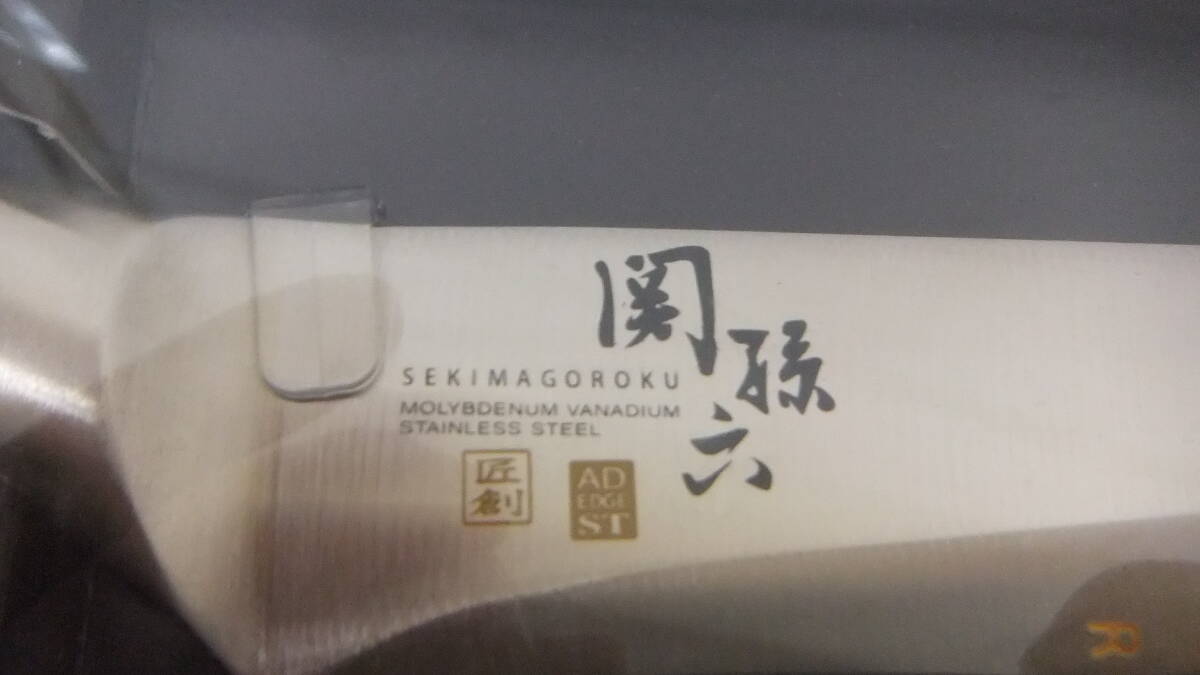 関孫六
SEKIMAGOROKU
MOLYBDENUM VANADIUM
STAINLESS STEEL
匠創
AD
EDGE
ST